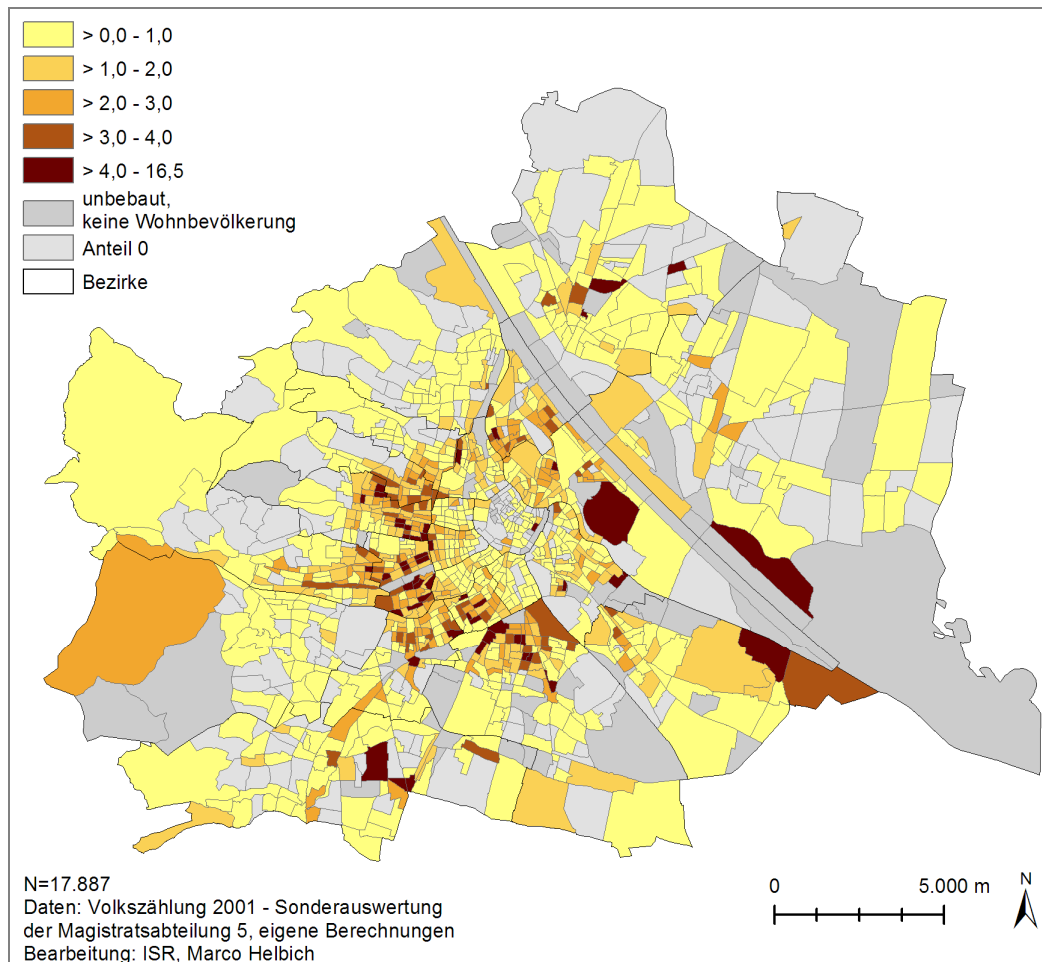 > 0,0 - 1,0
> 1,0 - 2,0
> 2,0 - 3,0
> 3,0 - 4,0
> 4,0 - 16,5
unbebaut,
keine Wohnbevölkerung
Anteil 0
Bezirke
N=17.887
Daten: Volkszählung 2001 - Sonderauswertung
der Magistratsabteilung 5, eigene Berechnungen
Bearbeitung: ISR, Marco Helbich
0 5.000 m
N